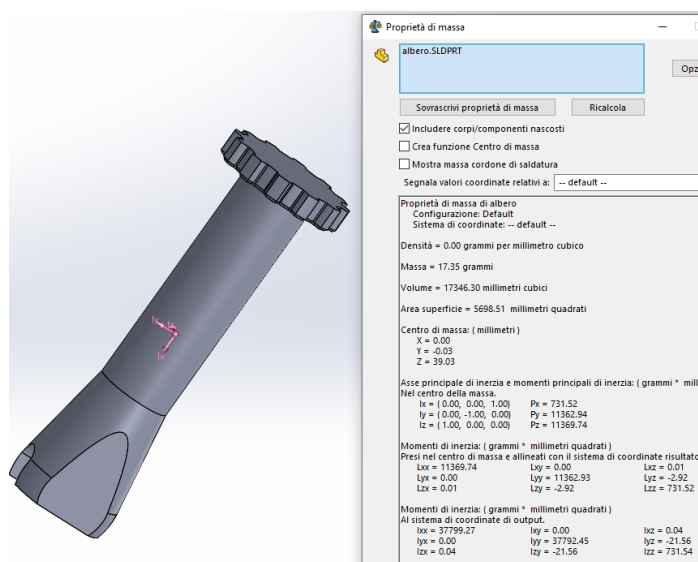 Proprietà di massa
albero.SLDPRT
Sovrascrivi proprietà di massa Ricalcola
Includere corpi/componenti nascosti
Crea funzione Centro di massa
Mostra massa cordone di saldatura
Segnala valori coordinate relativi a: -- default --
Proprietà di massa di albero
Configurazione: Default
Sistema di coordinate: -- default --
Densità = 0.00 grammi per millimetro cubico
Massa = 17.35 grammi
Volume = 17346.30 millimetri cubici
Area superficie = 5698.51 millimetri quadrati
Centro di massa: ( millimetri )
X = 0.00
Y = -0.03
Z = 39.03
Asse principale di inerzia e momenti principali di inerzia: ( grammi * mill
Nel centro della massa.
Ix = ( 0.00, 0.00, 1.00) Px = 731.52
Iy = ( 0.00, -1.00, 0.00) Py = 11362.94
Iz = ( 1.00, 0.00, 0.00) Pz = 11369.74
Momenti di inerzia: ( grammi * millimetri quadrati )
Presi nel centro di massa e allineati con il sistema di coordinate risultato
Lxx = 11369.74 Lxy = 0.00 Lxz = 0.01
Lyx = 0.00 Lyy = 11362.93 Lyz = -2.92
Lzx = 0.01 Lzy = -2.92 Lzz = 731.52
Momenti di inerzia: ( grammi * millimetri quadrati )
Al sistema di coordinate di output.
Ixx = 37799.27 Ixy = 0.00 Ixz = 0.04
Iyx = 0.00 Iyy = 37792.45 Iyz = -21.56
Izx = 0.04 Izy = -21.56 Izz = 731.54
Opz
Iy Iz
Ix